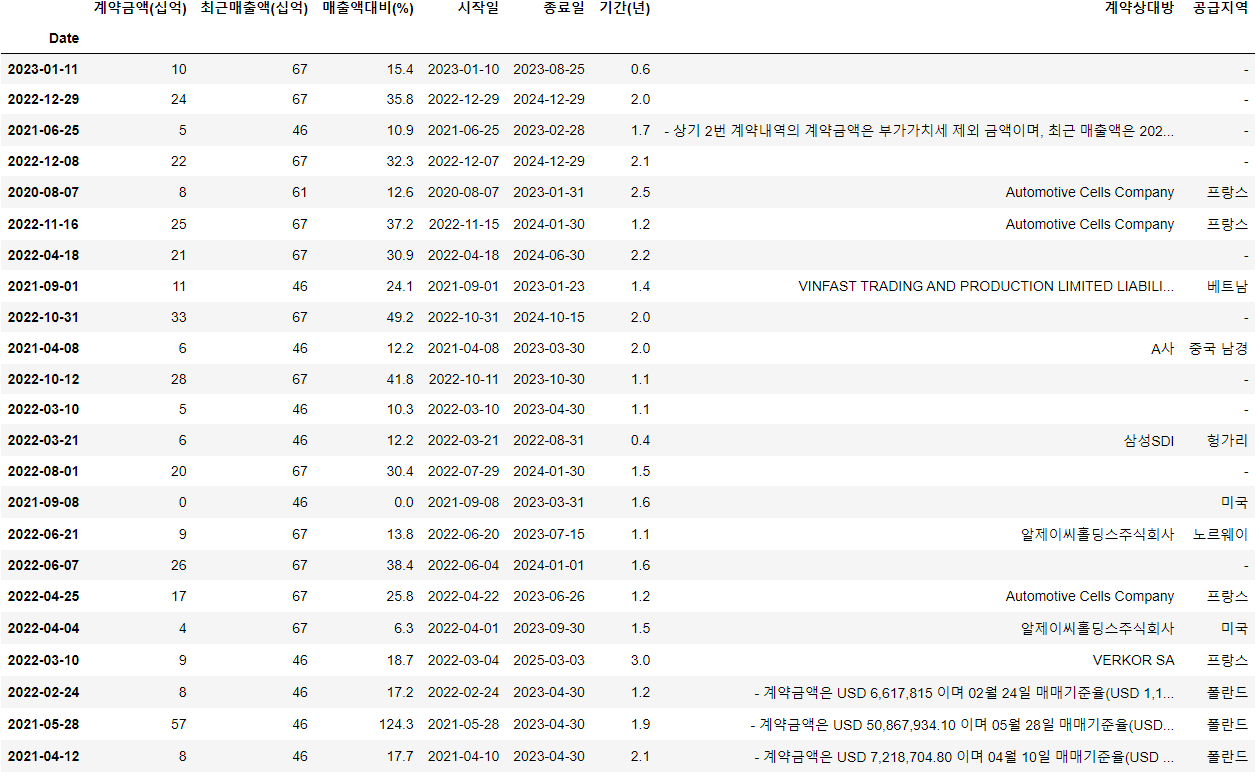 계약금액(십억) 최근매출액(십억) 매출액대비(%) 시작일 종료일 기간(년) 계약상대방 공급지역
Date
2023-01-11 10 67 15.4 2023-01-10 2023-08-25 0.6 - -
2022-12-29 24 67 35.8 2022-12-29 2024-12-29 2.0 -
2021-06-25 5 46 10.9 2021-06-25 2023-02-28 1.7 - 상기 2번 계약내역의 계약금액은 부가가치세 제외 금액이며, 최근 매출액은 202... -
2022-12-08 22 67 32.3 2022-12-07 2024-12-29 2.1 -
2020-08-07 8 61 12.6 2020-08-07 2023-01-31 2.5 Automotive Cells Company 프랑스
2022-11-16 25 67 37.2 2022-11-15 2024-01-30 1.2 Automotive Cells Company 프랑스
2022-04-18 21 67 30.9 2022-04-18 2024-06-30 2.2 -
2021-09-01 11 46 24.1 2021-09-01 2023-01-23 1.4 VINFAST TRADING AND PRODUCTION LIMITED LIABILI... 베트남
2022-10-31 33 67 49.2 2022-10-31 2024-10-15 2.0 -
2021-04-08 6 46 12.2 2021-04-08 2023-03-30 2.0 A사 중국 남경
2022-10-12 28 67 41.8 2022-10-11 2023-10-30 1.1 -
2022-03-10 5 46 10.3 2022-03-10 2023-04-30 1.1 -
2022-03-21 6 46 12.2 2022-03-21 2022-08-31 0.4 삼성SDI 헝가리
2022-08-01 20 67 30.4 2022-07-29 2024-01-30 1.5 -
2021-09-08 0 46 0.0 2021-09-08 2023-03-31 1.6 미국
2022-06-21 9 67 13.8 2022-06-20 2023-07-15 1.1 알제이씨홀딩스주식회사 노르웨이
2022-06-07 26 67 38.4 2022-06-04 2024-01-01 1.6 -
2022-04-25 17 67 25.8 2022-04-22 2023-06-26 1.2 Automotive Cells Company 프랑스
2022-04-04 4 67 6.3 2022-04-01 2023-09-30 1.5 알제이씨홀딩스주식회사 미국
2022-03-10 9 46 18.7 2022-03-04 2025-03-03 3.0 VERKOR SA 프랑스
2022-02-24 8 46 17.2 2022-02-24 2023-04-30 1.2 - 계약금액은 USD 6,617,815 이며 02월 24일 매매기준율(USD 1,1... 폴란드
2021-05-28 57 46 124.3 2021-05-28 2023-04-30 1.9 - 계약금액은 USD 50,867,934.10 이며 05월 28일 매매기준율(USD... 폴란드
2021-04-12 8 46 17.7 2021-04-10 2023-04-30 2.1 - 계약금액은 USD 7,218,704.80 이며 04월 10일 매매기준율(USD ... 폴란드